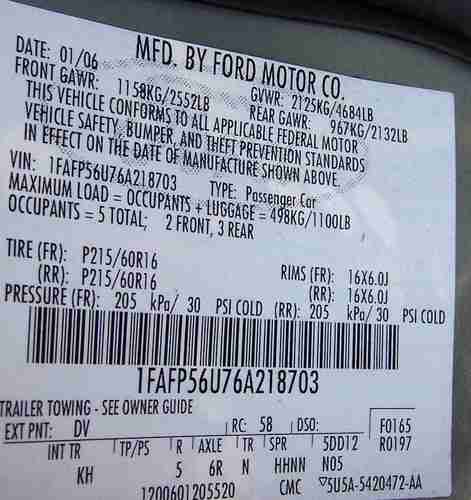 MFD. BY FORD MOTOR CO.
DATE: 01/06 GVWR: 2125KG/4684LB
FRONT GAWR: 1158KG/2552LB REAR GAWR: 967KG/2132LB
THIS VEHICLE CONFORMS TO ALL APPLICABLE FEDERAL MOTOR
VEHICLE SAFETY, BUMPER, AND THEFT PREVENTION STANDARDS
IN EFFECT ON THE DATE OF MANUFACTURE SHOWN ABOVE.
VIN: 1FAFP56U76A218703 TYPE: Passenger Car
MAXIMUM LOAD = OCCUPANTS + LUGGAGE = 498KG/1100LB
OCCUPANTS = 5 TOTAL; 2 FRONT, 3 REAR
TIRE (FR): P215/60R16 RIMS (FR): 16X6.0J
(RR): P215/60R16 (RR): 16X6.0J
PRESSURE (FR): 205 kPa/ 30 PSI COLD (RR): 205 kPa/ 30 PSI COLD
1FAFP56U76A218703
TRAILER TOWING - SEE OWNER GUIDE
EXT PNT: DV RC: 58 DSO: F0165
INT TR TP/PS R AXLE TR SPR 5DD12 R0197
KH 5 6R N HHNN N05
1200601205520 CMC ▽5U5A-5420472-AA